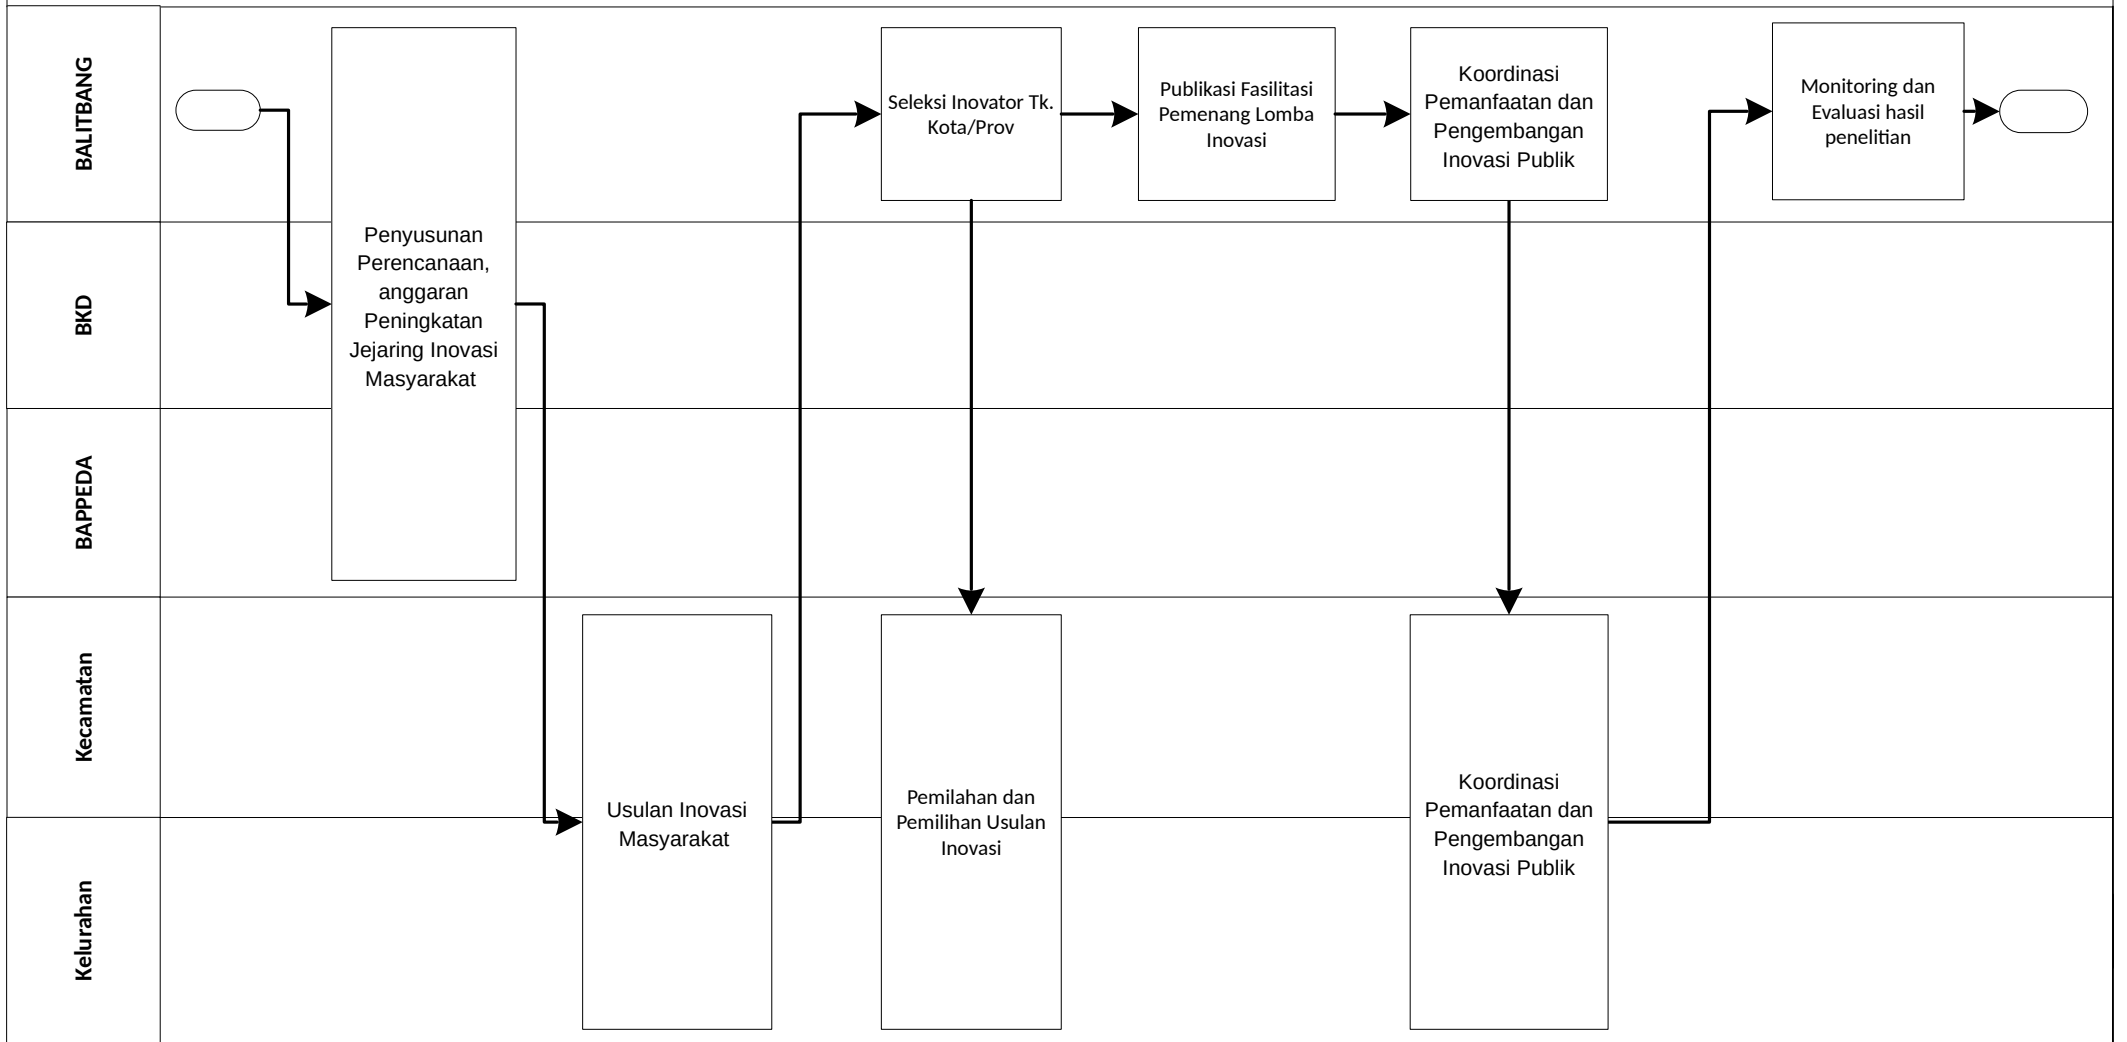 BALITBANG
BKD
BAPPEDA
Kecamatan
Kelurahan
Penyusunan
Perencanaan,
anggaran
Peningkatan
Jejaring Inovasi
Masyarakat
Usulan Inovasi
Masyarakat
Seleksi Inovator Tk.
Kota/Prov
Pemilahan dan
Pemilihan Usulan
Inovasi
Publikasi Fasilitasi
Pemenang Lomba
Inovasi
Koordinasi
Pemanfaatan dan
Pengembangan
Inovasi Publik
Koordinasi
Pemanfaatan dan
Pengembangan
Inovasi Publik
Monitoring dan
Evaluasi hasil
penelitian